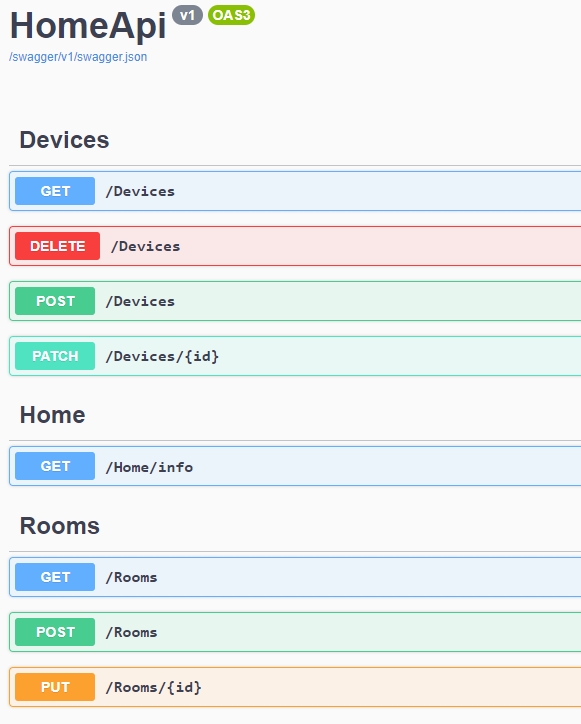 HomeApi v1 OAS3
/swagger/v1/swagger.json
Devices
GET /Devices
DELETE /Devices
POST /Devices
PATCH /Devices/{id}
Home
GET /Home/info
Rooms
GET /Rooms
POST /Rooms
PUT /Rooms/{id}